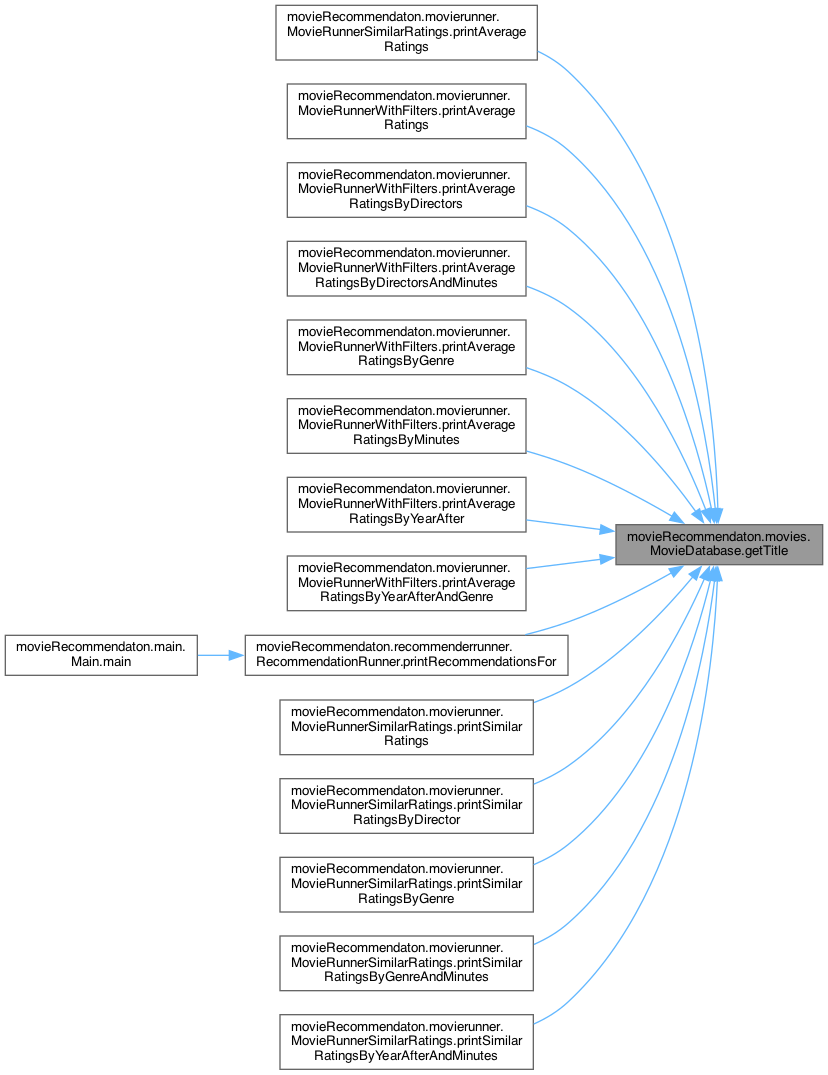 movieRecommendaton.movierunner.
MovieRunnerSimilarRatings.printAverage
Ratings
movieRecommendaton.movierunner.
MovieRunnerWithFilters.printAverage
Ratings
movieRecommendaton.movierunner.
MovieRunnerWithFilters.printAverage
RatingsByDirectors
movieRecommendaton.movierunner.
MovieRunnerWithFilters.printAverage
RatingsByDirectorsAndMinutes
movieRecommendaton.movierunner.
MovieRunnerWithFilters.printAverage
RatingsByGenre
movieRecommendaton.movierunner.
MovieRunnerWithFilters.printAverage
RatingsByMinutes
movieRecommendaton.movierunner.
MovieRunnerWithFilters.printAverage
RatingsByYearAfter
movieRecommendaton.movies.
MovieDatabase.getTitle
movieRecommendaton.movierunner.
MovieRunnerWithFilters.printAverage
RatingsByYearAfterAndGenre
movieRecommendaton.main.
Main.main
movieRecommendaton.recommenderrunner.
RecommendationRunner.printRecommendationsFor
movieRecommendaton.movierunner.
MovieRunnerSimilarRatings.printSimilar
Ratings
movieRecommendaton.movierunner.
MovieRunnerSimilarRatings.printSimilar
RatingsByDirector
movieRecommendaton.movierunner.
MovieRunnerSimilarRatings.printSimilar
RatingsByGenre
movieRecommendaton.movierunner.
MovieRunnerSimilarRatings.printSimilar
RatingsByGenreAndMinutes
movieRecommendaton.movierunner.
MovieRunnerSimilarRatings.printSimilar
RatingsByYearAfterAndMinutes